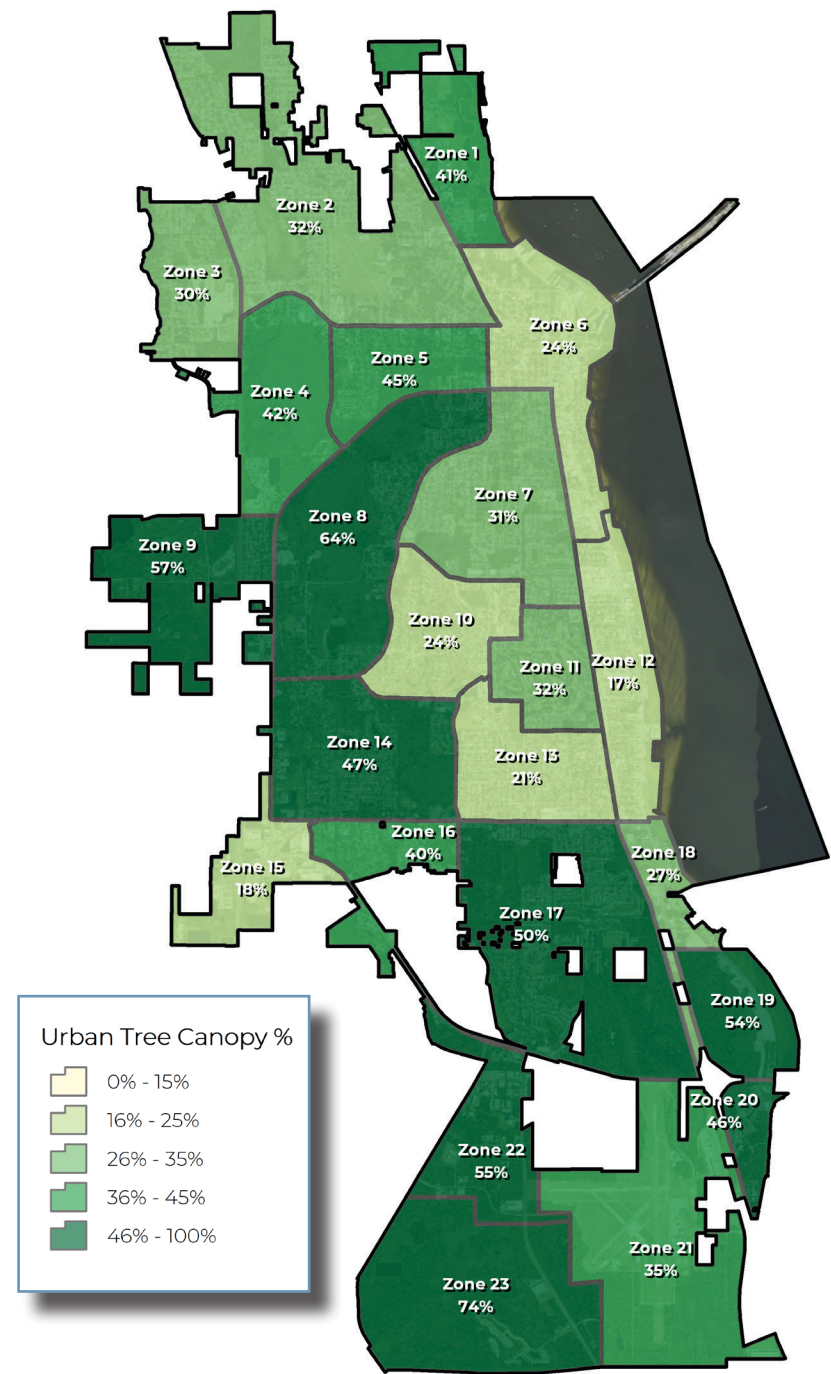 Zone 1
41%
Zone 2
32%
Zone 3
30%
Zone 6
24%
Zone 5
45%
Zone 4
42%
Zone 7
31%
Zone 8
64%
Zone 9
57%
Zone 10
24%
Zone 11
32%
Zone 12
17%
Zone 14
47%
Zone 13
21%
Zone 16
40%
Zone 15
18%
Zone 18
27%
Zone 17
50%
Zone 19
54%
Zone 20
46%
Zone 22
55%
Zone 21
35%
Zone 23
74%
Urban Tree Canopy %
0% - 15%
16% - 25%
26% - 35%
36% - 45%
46% - 100%